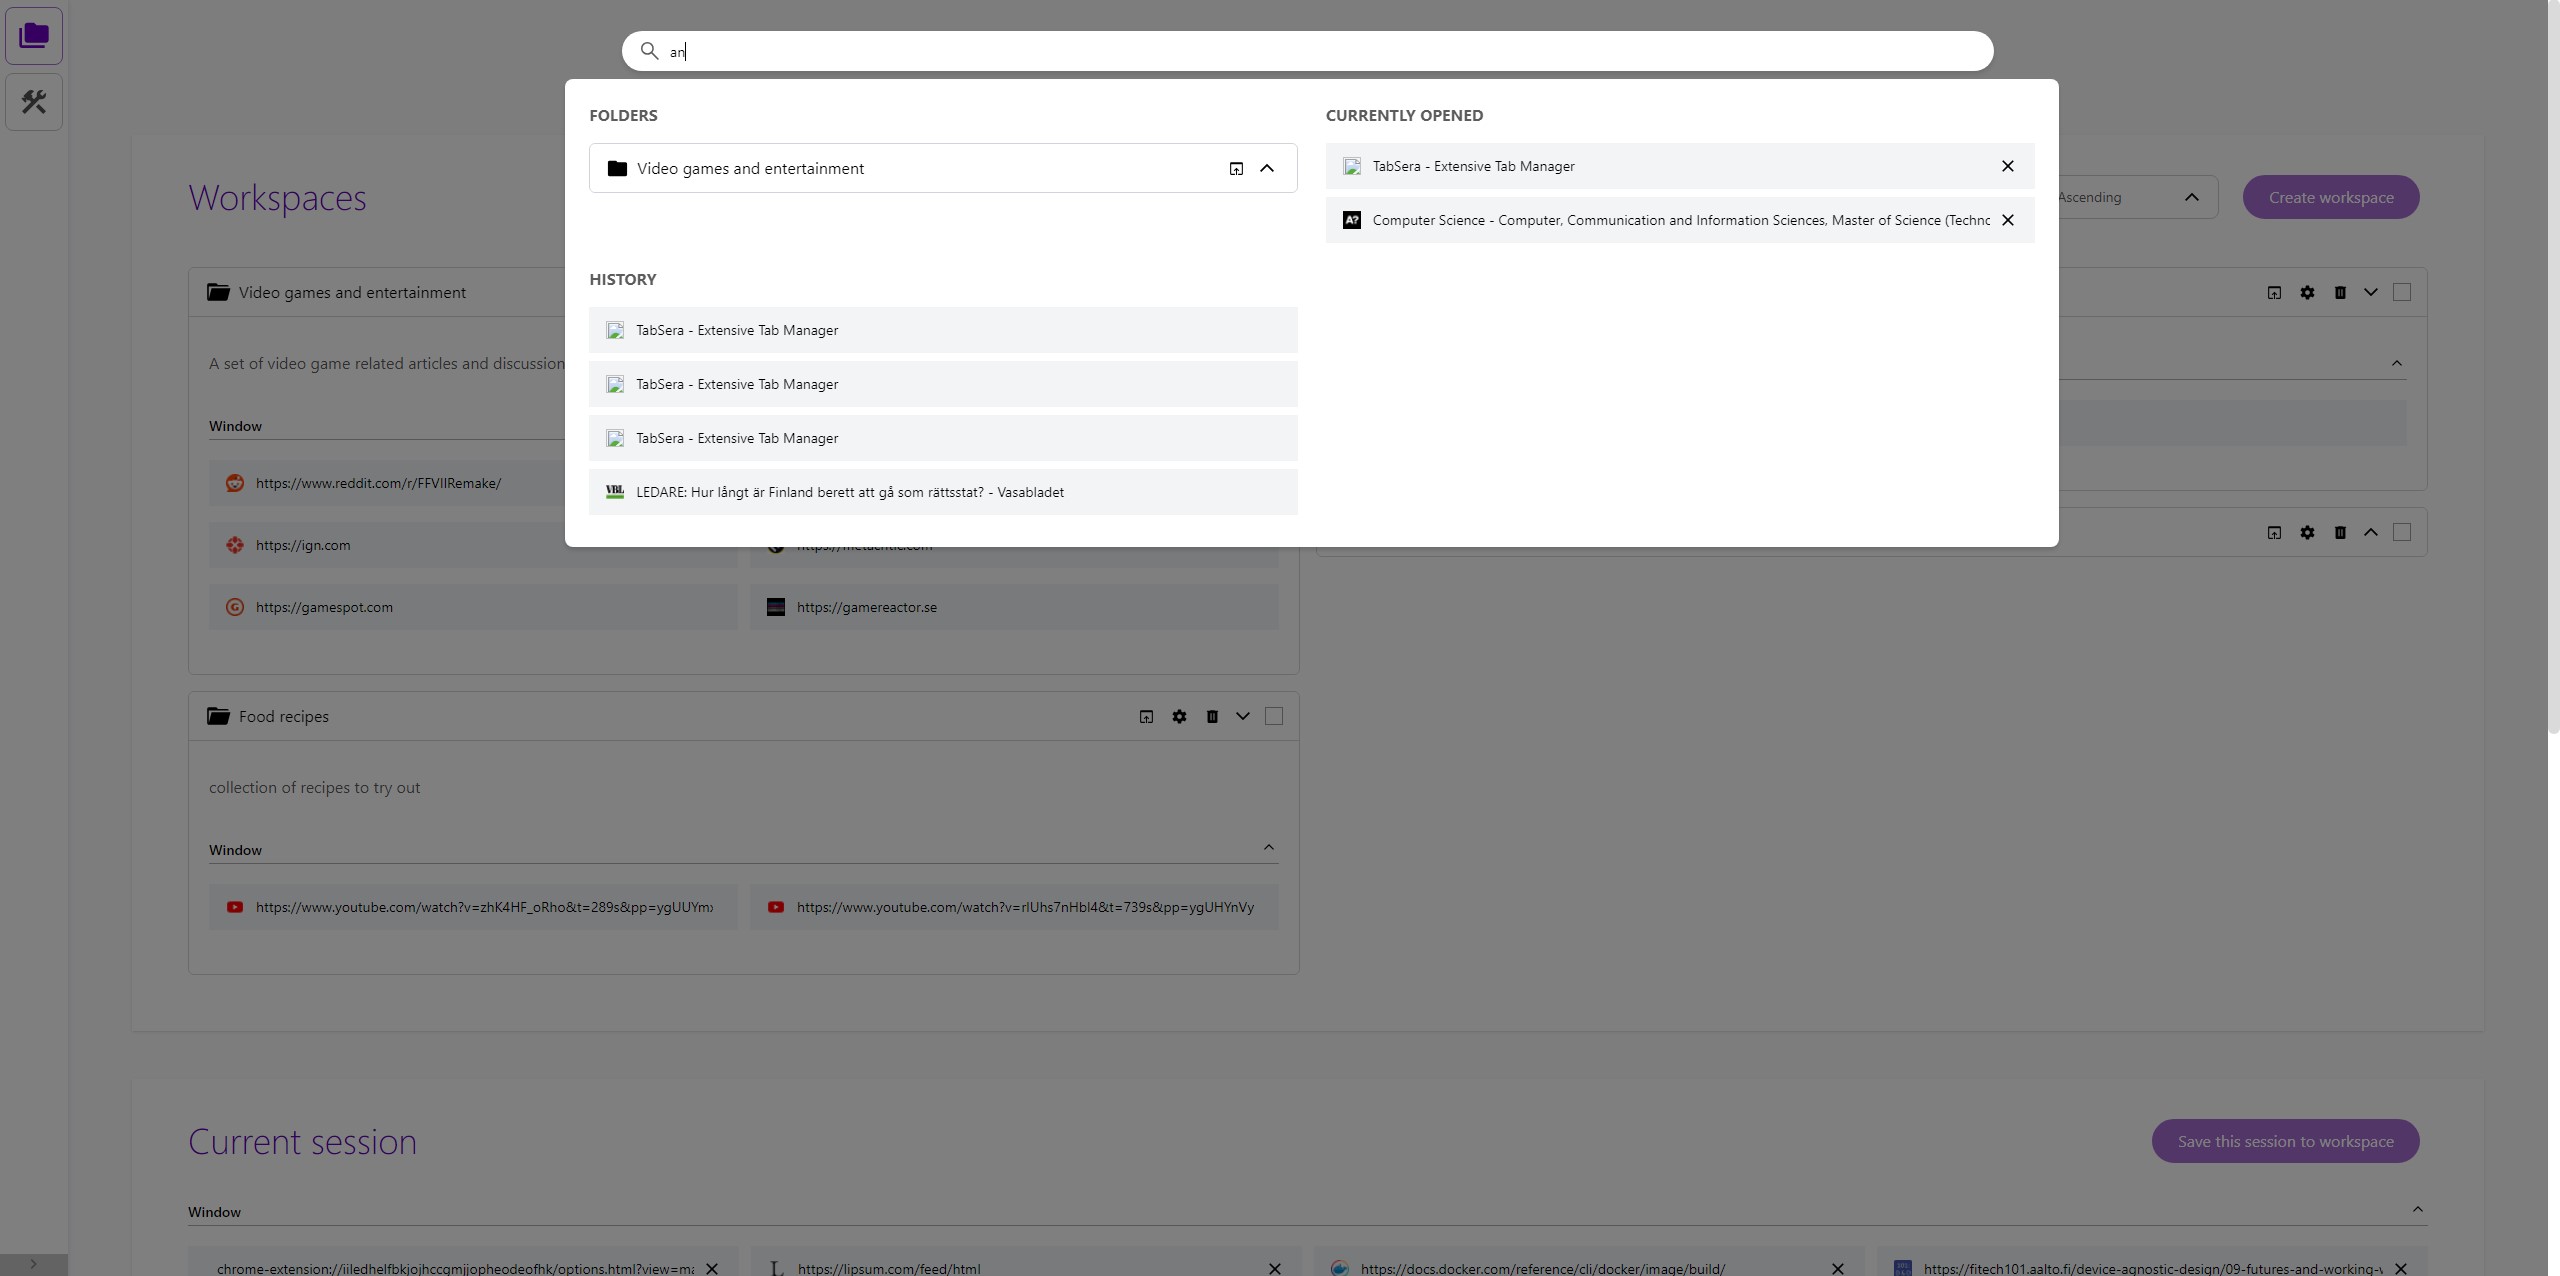 an
FOLDERS
Video games and entertainment
HISTORY
TabSera - Extensive Tab Manager
TabSera - Extensive Tab Manager
TabSera - Extensive Tab Manager
VBL
LEDARE: Hur långt är Finland berett att gå som rättsstat? - Vasabladet
CURRENTLY OPENED
TabSera - Extensive Tab Manager
A?
Computer Science - Computer, Communication and Information Sciences, Master of Science (Techno
Workspaces
Ascending
Create workspace
Video games and entertainment
A set of video game related articles and discussion
Window
https://www.reddit.com/r/FFVIIRemake/
https://ign.com
https://metacritic.com
https://gamespot.com
https://gamereactor.se
Food recipes
collection of recipes to try out
Window
https://www.youtube.com/watch?v=zhK4HF_oRho&t=289s&pp=ygUUYm
https://www.youtube.com/watch?v=rlUhs7nHbl4&t=739s&pp=ygUHYnVy
Current session
Save this session to workspace
Window
chrome-extension://iiledhelfbkjojhccgmjjopheodeofhk/options.html?view=ma
L
https://lipsum.com/feed/html
https://docs.docker.com/reference/cli/docker/image/build/
https://fitech101.aalto.fi/device-agnostic-design/09-futures-and-working-